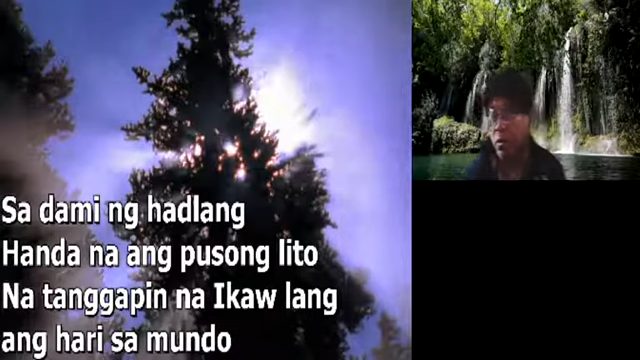 Sa dami ng hadlang
Handa na ang pusong lito
Na tanggapin na Ikaw lang
ang hari sa mundo